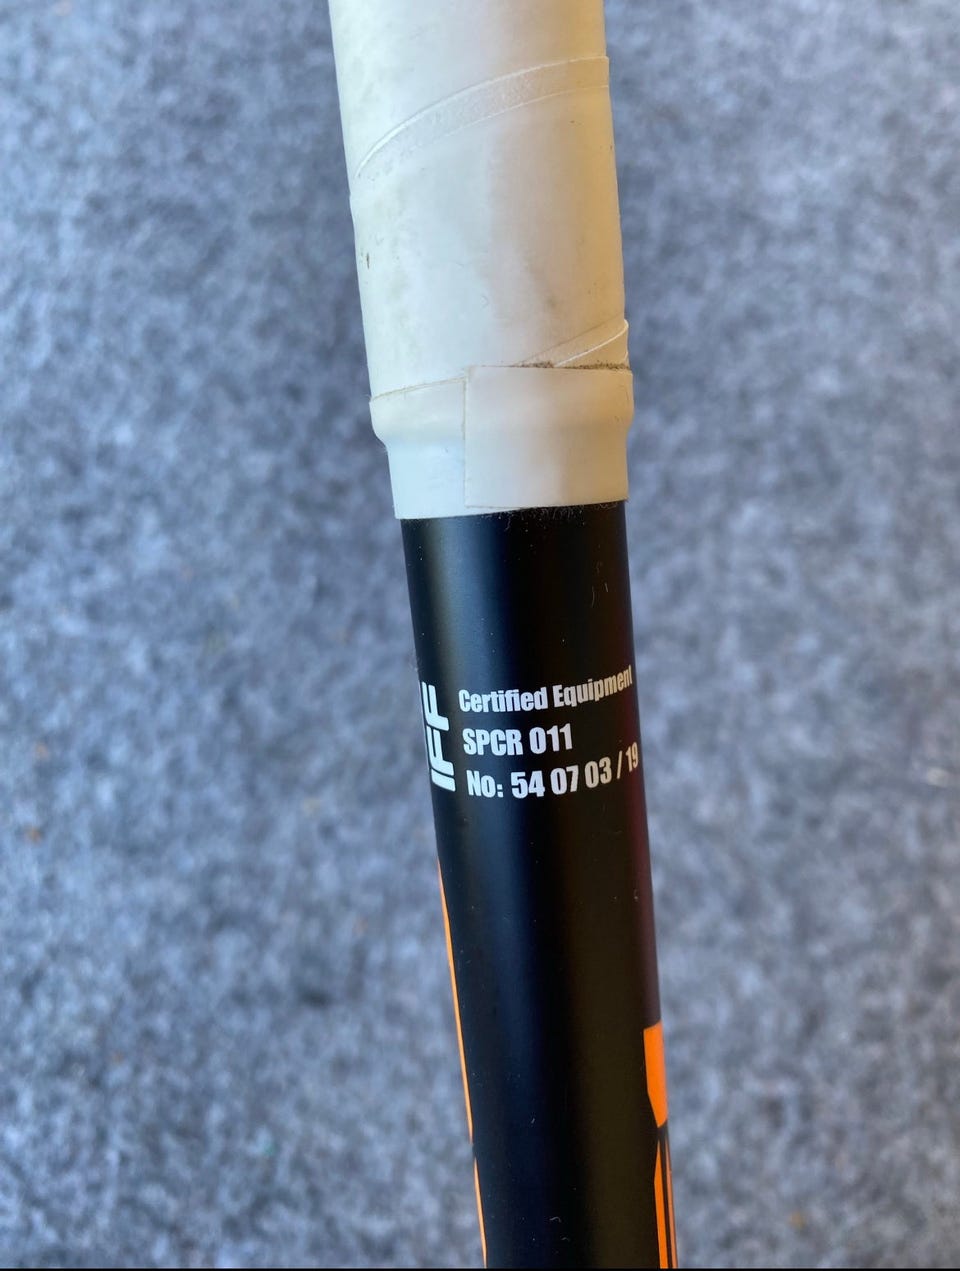 IFF
Certified Equipment
SPCR 011
No: 54 07 03 / 19